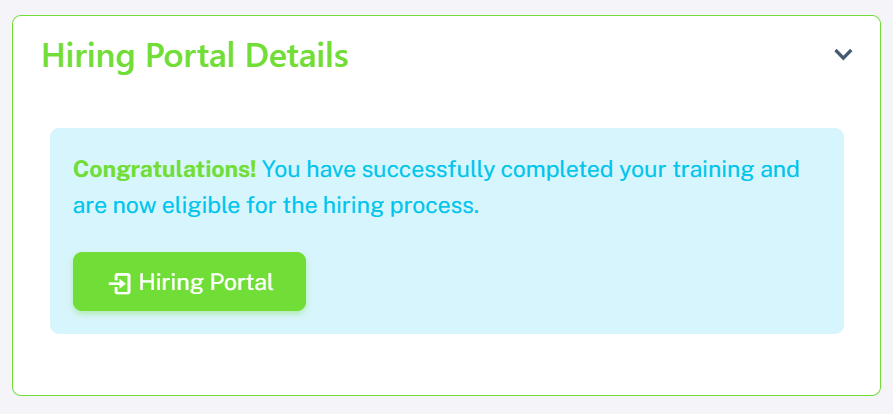 Hiring Portal Details
Congratulations! You have successfully completed your training and
are now eligible for the hiring process.
Hiring Portal